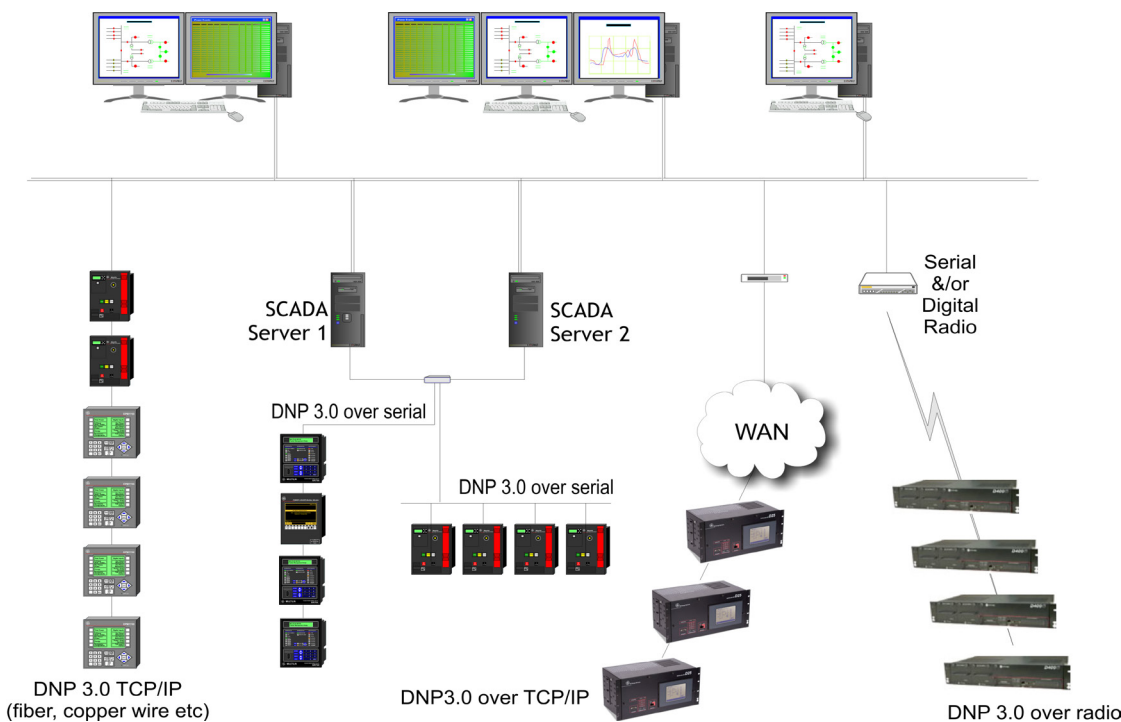 SCADA
Server 1
SCADA
Server 2
Serial
&/or
Digital
Radio
DNP 3.0 over serial
WAN
DNP 3.0 over serial
DNP 3.0 TCP/IP
(fiber, copper wire etc)
DNP3.0 over TCP/IP
DNP 3.0 over radio